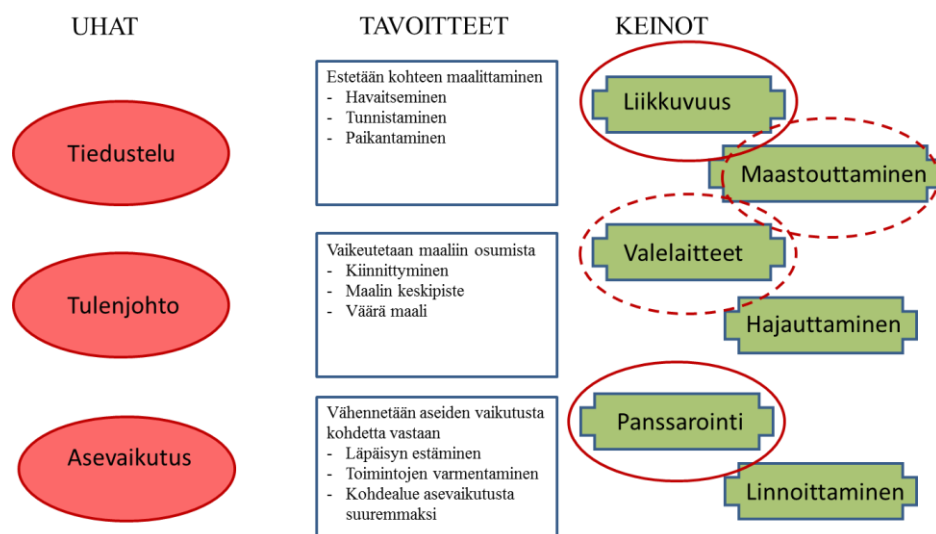 UHAT
TAVOITTEET
KEINOT
Tiedustelu
Estetään kohteen maalittaminen
- Havaitseminen
- Tunnistaminen
- Paikantaminen
Liikkuvuus
Maastouttaminen
Tulenjohto
Vaikeutetaan maaliin osumista
- Kiinnittyminen
- Maalin keskipiste
- Väärä maali
Valelaitteet
Hajauttaminen
Asevaikutus
Vähennetään aseiden vaikutusta
kohdetta vastaan
- Läpäisyn estäminen
- Toimintojen varmentaminen
- Kohdealue asevaikutusta
suuremmaksi
Panssarointi
Linnoittaminen